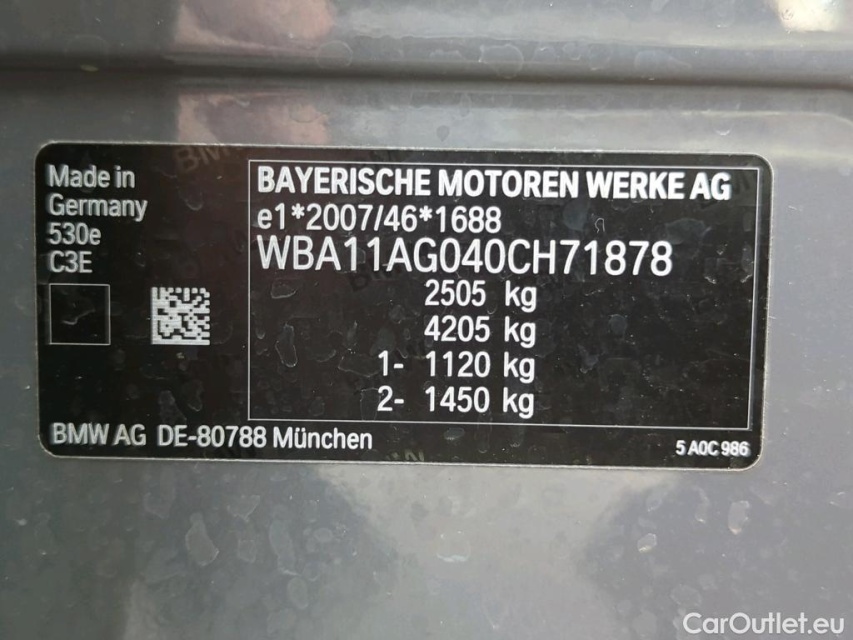 Made in
Germany
530e
C3E
BAYERISCHE MOTOREN WERKE AG
e1*2007/46*1688
WBA11AG040CH71878
2505 kg
4205 kg
1- 1120 kg
2- 1450 kg
BMW AG DE-80788 München
5 A0C 986
CarOutlet.eu